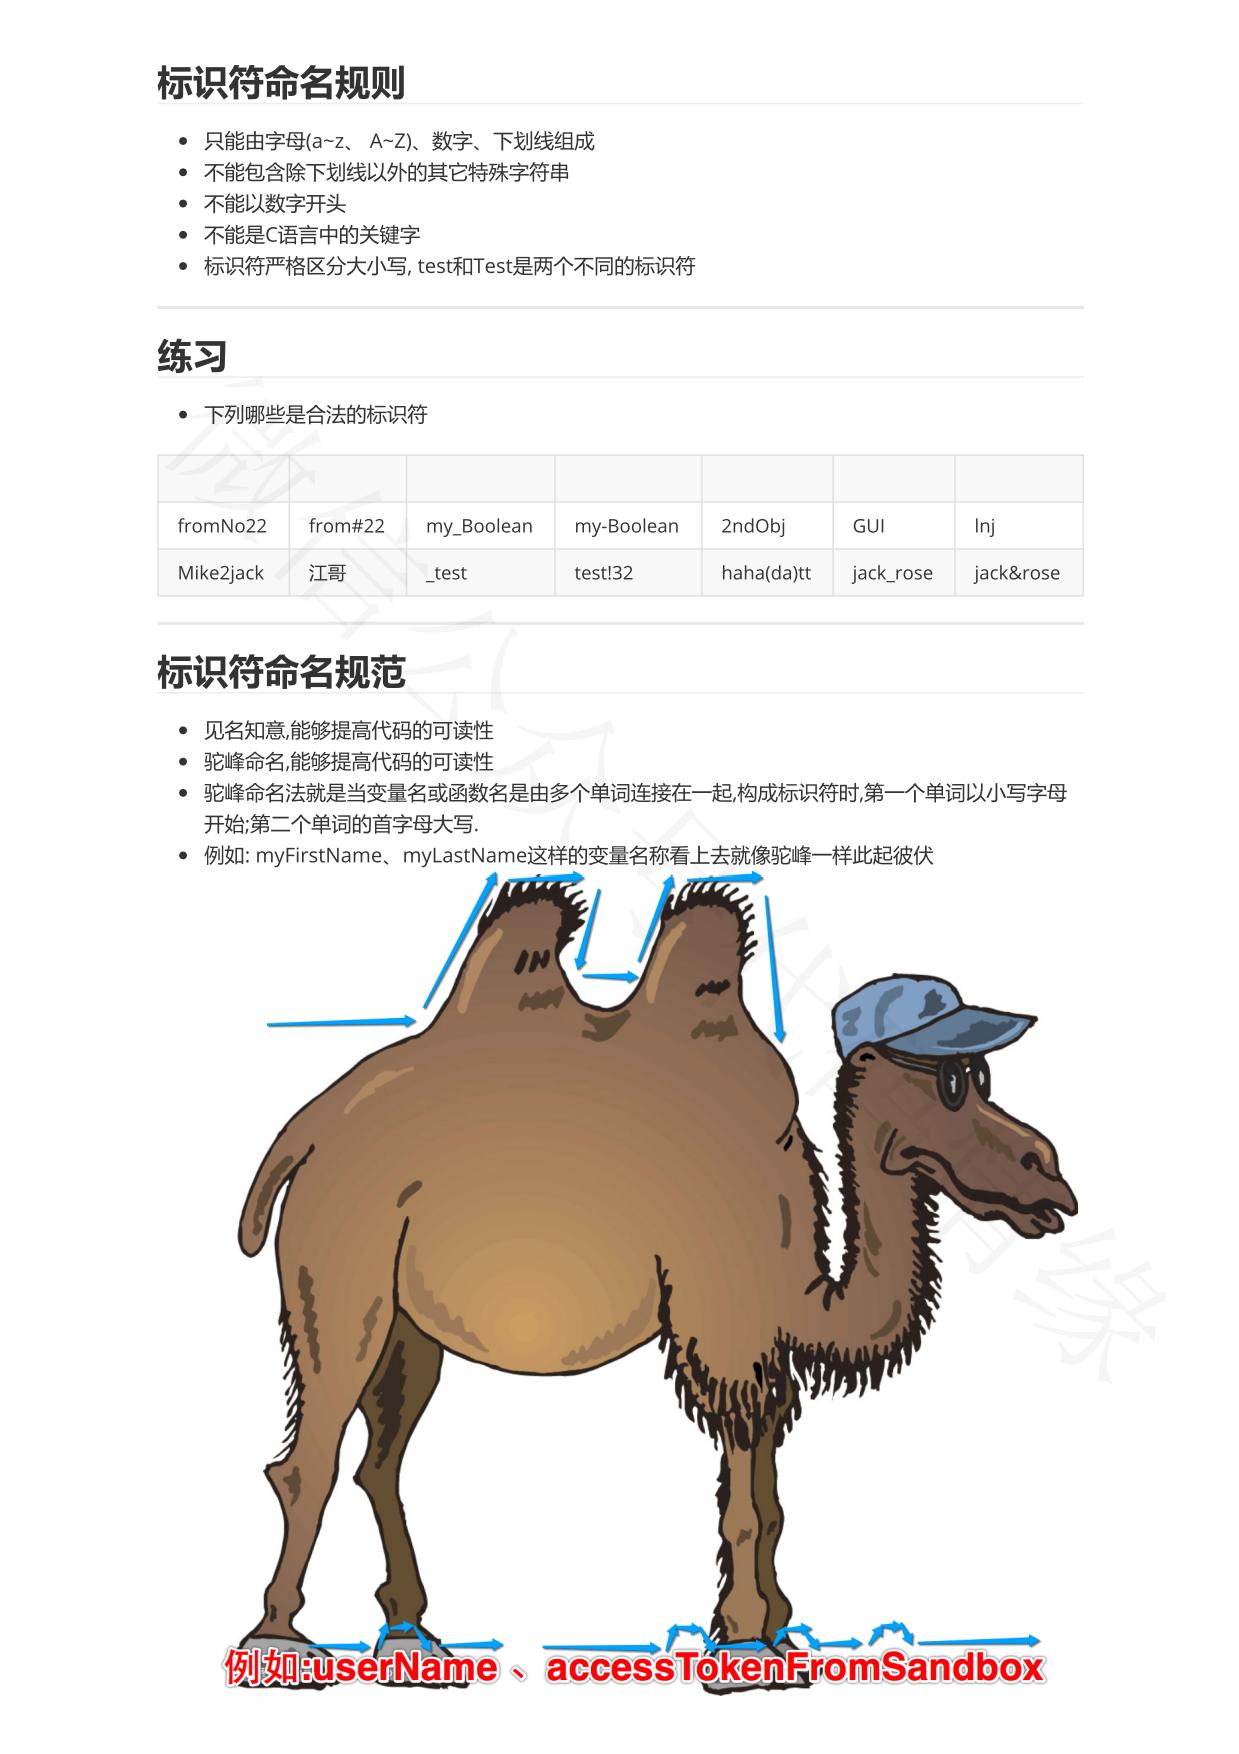 标识符命名规则
只能由字母(a~z、 A~Z)、数字、下划线组成
不能包含除下划线以外的其它特殊字符串
不能以数字开头
不能是C语言中的关键字
标识符严格区分大小写, test和Test是两个不同的标识符
练习
下列哪些是合法的标识符
fromNo22 from#22 my_Boolean my-Boolean 2ndObj GUI lnj
Mike2jack 江哥 _test test!32 haha(da)tt jack_rose jack&rose
标识符命名规范
见名知意,能够提高代码的可读性
驼峰命名,能够提高代码的可读性
驼峰命名法就是当变量名或函数名是由多个单词连接在一起,构成标识符时,第一个单词以小写字母
开始;第二个单词的首字母大写.
例如: myFirstName、myLastName这样的变量名称看上去就像驼峰一样此起彼伏
例如:userName 、 accessTokenFromSandbox